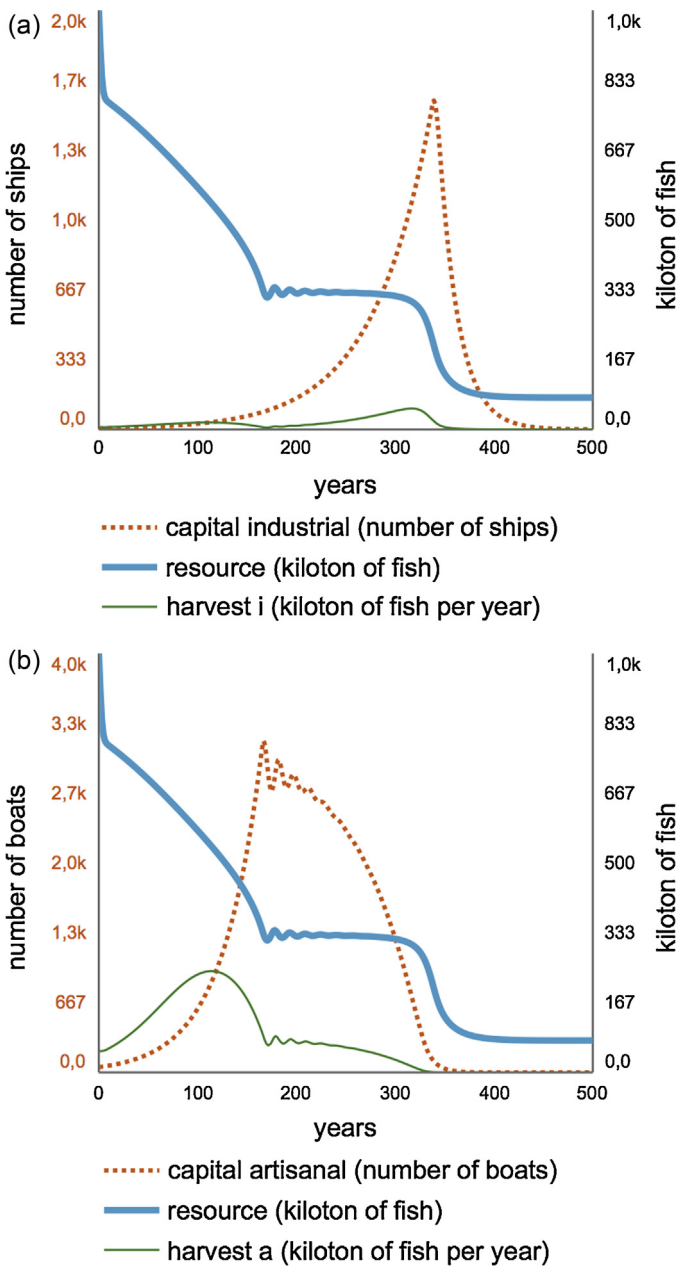 (a)
2,0k
1,7k
1,3k
1,0k
667
333
0,0
number of ships
1,0k
833
667
500
333
167
0,0
kiloton of fish
0 100 200 300 400 500
years
capital industrial (number of ships)
resource (kiloton of fish)
harvest i (kiloton of fish per year)
(b)
4,0k
3,3k
2,7k
2,0k
1,3k
667
0,0
number of boats
1,0k
833
667
500
333
167
0,0
kiloton of fish
0 100 200 300 400 500
years
capital artisanal (number of boats)
resource (kiloton of fish)
harvest a (kiloton of fish per year)